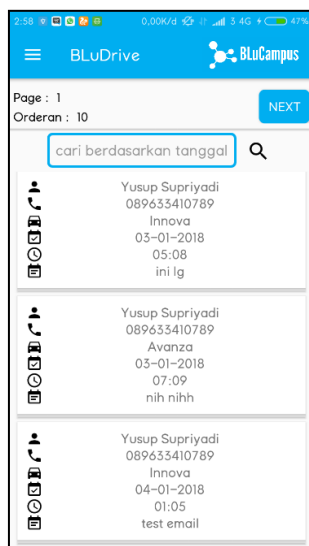 2:58 0,00K/d 3 4G 47%
BLuDrive BLuCampus
Page : 1
Orderan : 10
NEXT
cari berdasarkan tanggal
Yusup Supriyadi
089633410789
Innova
03-01-2018
05:08
ini lg
Yusup Supriyadi
089633410789
Avanza
03-01-2018
07:09
nih nihh
Yusup Supriyadi
089633410789
Innova
04-01-2018
01:05
test email